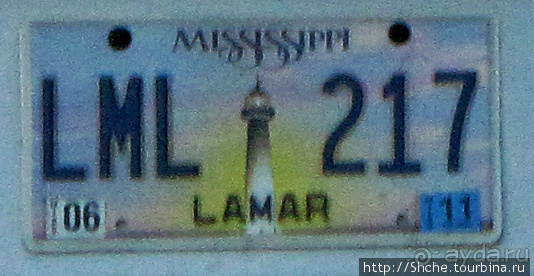 MISSISSIPPI
LML 217
LAMAR
06
11
ayda.ru
http://Shche.tourbina.ru